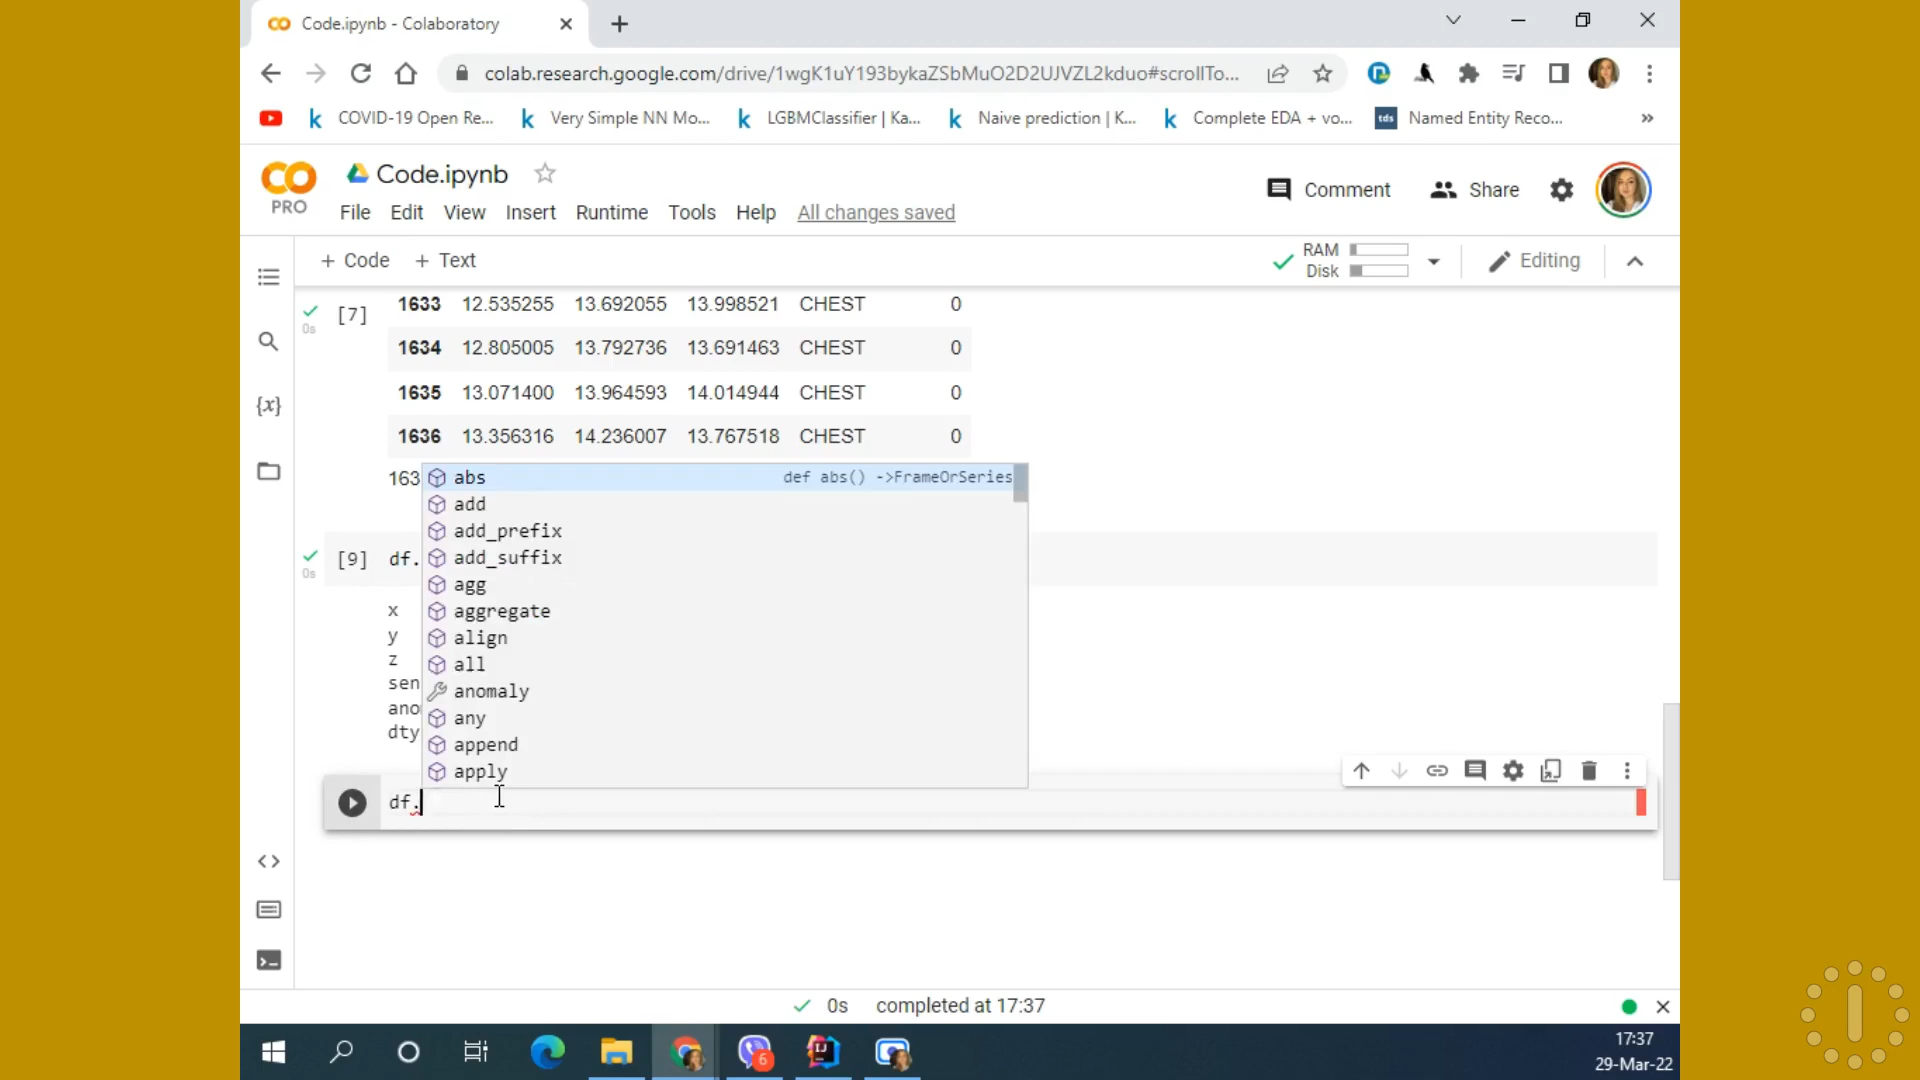 Code.ipynb - Colaboratory
colab.research.google.com/drive/1wgK1uY193bykaZSbMuO2D2UJVZL2kduo#scrollTo...
COVID-19 Open Re... Very Simple NN Mo... LGBMClassifier | Ka... Naive prediction | K... Complete EDA + vo... tds Named Entity Reco... »
PRO
Code.ipynb
Comment Share
File Edit View Insert Runtime Tools Help All changes saved
+ Code + Text
RAM
Disk
Editing
[7]
0s
1633 12.535255 13.692055 13.998521 CHEST 0
1634 12.805005 13.792736 13.691463 CHEST 0
1635 13.071400 13.964593 14.014944 CHEST 0
1636 13.356316 14.236007 13.767518 CHEST 0
163
abs def abs() ->FrameOrSeries
add
add_prefix
add_suffix
agg
aggregate
align
all
anomaly
any
append
apply
[9] df.
0s
x
y
z
sen
ano
dty
df.
0s completed at 17:37
6
17:37
29-Mar-22